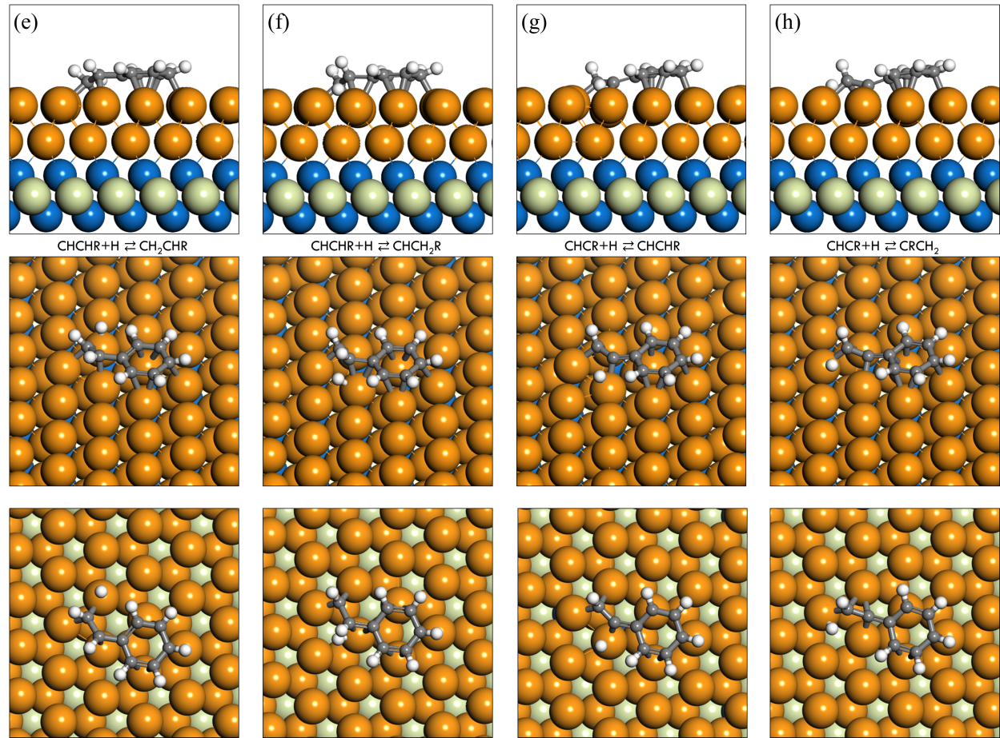 (e)
(f)
(g)
(h)
CHCHR+H ⇄ CH₂CHR
CHCHR+H ⇄ CHCH₂R
CHCR+H ⇄ CHCHR
CHCR+H ⇄ CRCH₂